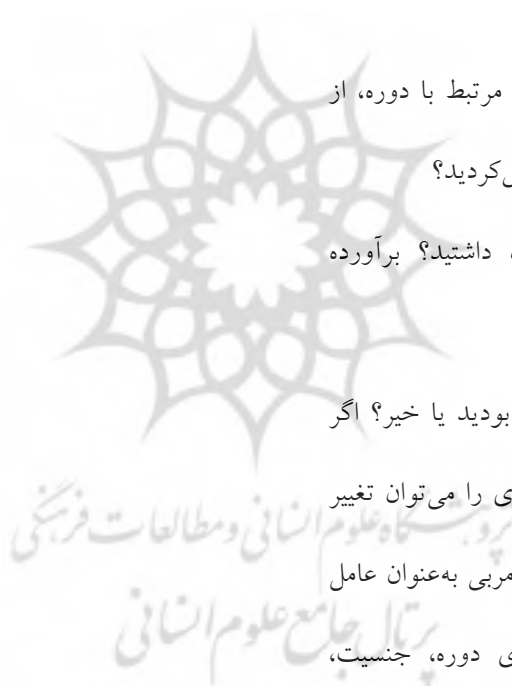 مرتبط با دوره، از
ی‌کردید؟
داشتید؟ برآورده
بودید یا خیر؟ اگر
ی را می‌توان تغییر
پژوهشگاه علوم انسانی و مطالعات فرهنگی
مربی به‌عنوان عامل
پرتال جامع علوم انسانی
ی دوره، جنسیت،